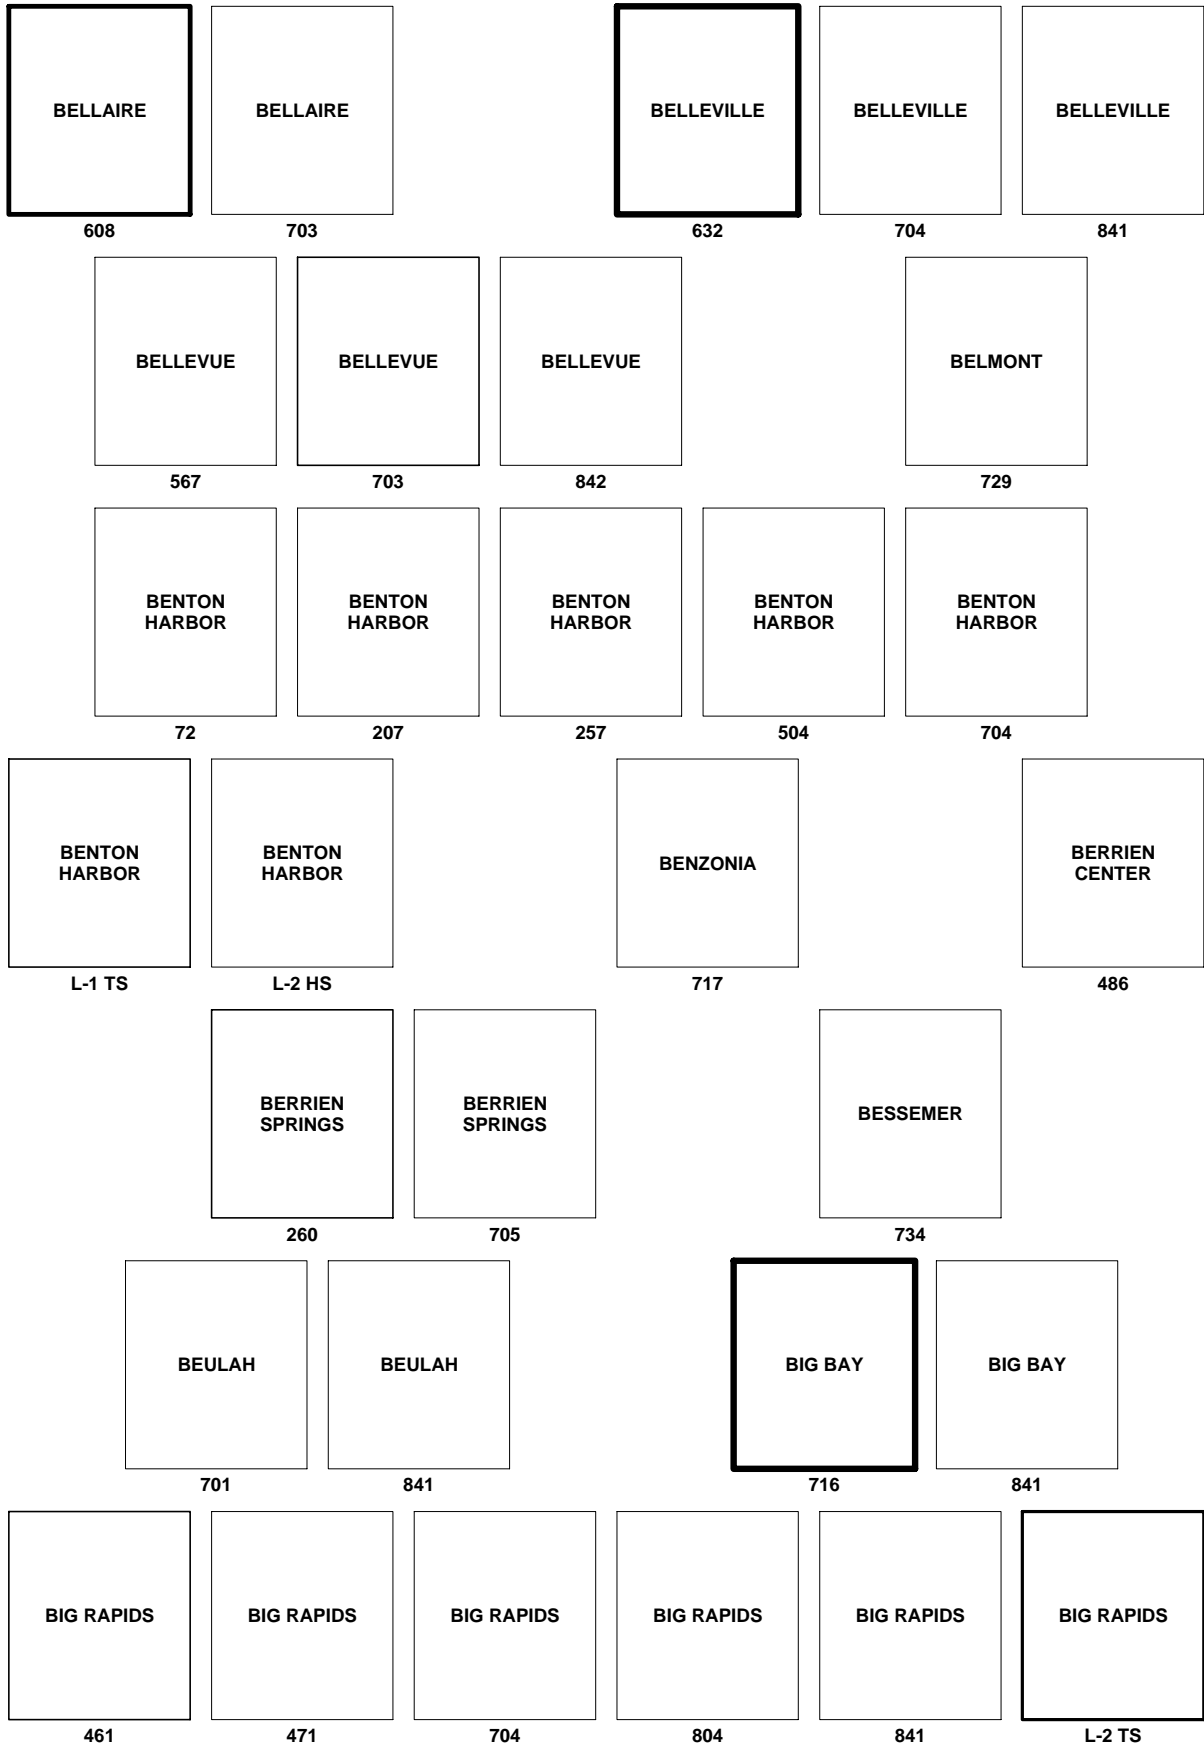 BELLAIRE
608
BELLAIRE
703
BELLEVILLE
632
BELLEVILLE
704
BELLEVILLE
841
BELLEVUE
567
BELLEVUE
703
BELLEVUE
842
BELMONT
729
BENTON
HARBOR
72
BENTON
HARBOR
207
BENTON
HARBOR
257
BENTON
HARBOR
504
BENTON
HARBOR
704
BENTON
HARBOR
L-1 TS
BENTON
HARBOR
L-2 HS
BENZONIA
717
BERRIEN
CENTER
486
BERRIEN
SPRINGS
260
BERRIEN
SPRINGS
705
BESSEMER
734
BEULAH
701
BEULAH
841
BIG BAY
716
BIG BAY
841
BIG RAPIDS
461
BIG RAPIDS
471
BIG RAPIDS
704
BIG RAPIDS
804
BIG RAPIDS
841
BIG RAPIDS
L-2 TS